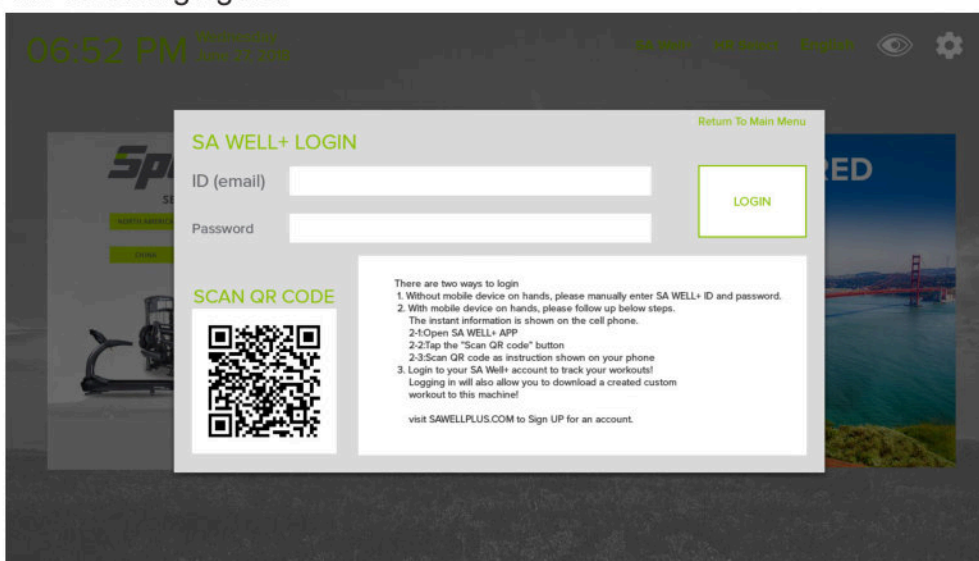 06:52 PM
Wednesday
SA Well+ English
Return To Main Menu
SA WELL+ LOGIN
ID (email)
LOGIN
Password
SCAN QR CODE
There are two ways to login
1. Without mobile device on hands, please manually enter SA WELL+ ID and password.
2. With mobile device on hands, please follow up below steps.
The instant information is shown on the cell phone.
2-1:Open SA WELL+ APP
2-2:Tap the "Scan QR code" button
2-3:Scan QR code as instruction shown on your phone
3. Login to your SA Well+ account to track your workouts!
Logging in will also allow you to download a created custom
workout to this machine!
visit SAWELLPLUS.COM to Sign UP for an account.
NORTH AMERICA
CHINA